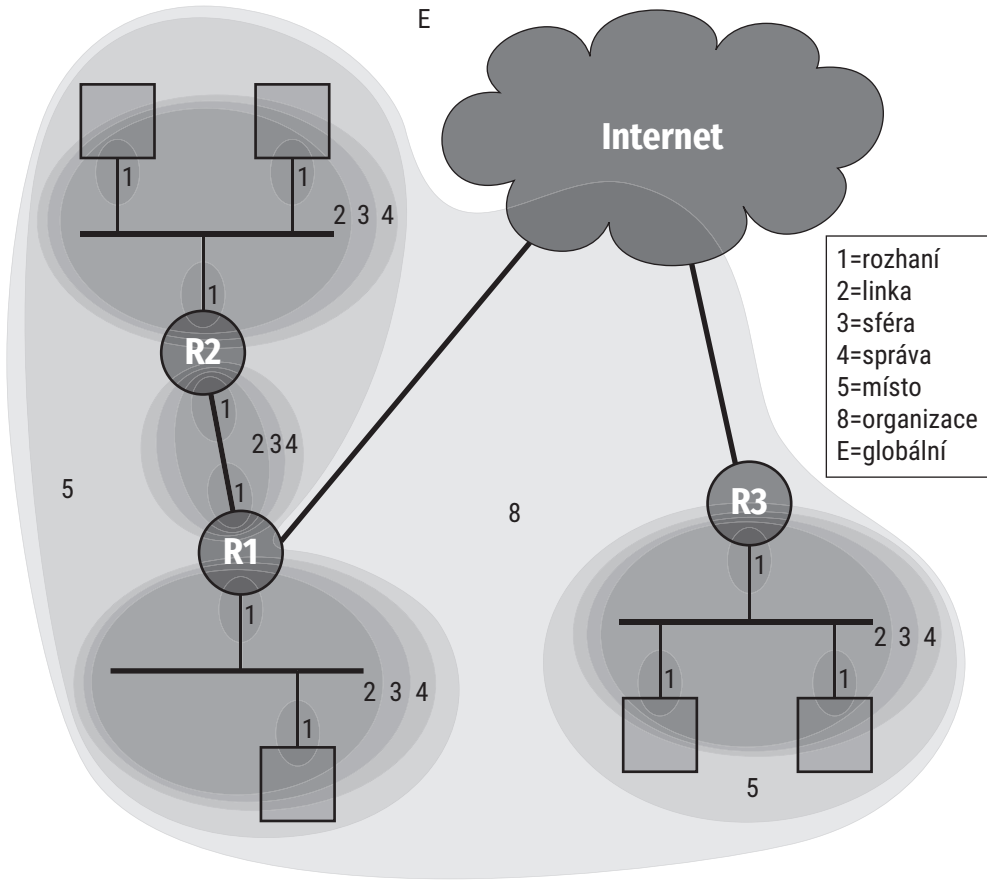 E
Internet
1
1
2 3 4
1
R2
1
2 3 4
5
1
R1
8
R3
1
1
1=rozhaní
2=linka
3=sféra
4=správa
5=místo
8=organizace
E=globální
2 3 4
1
1
2 3 4
1
5